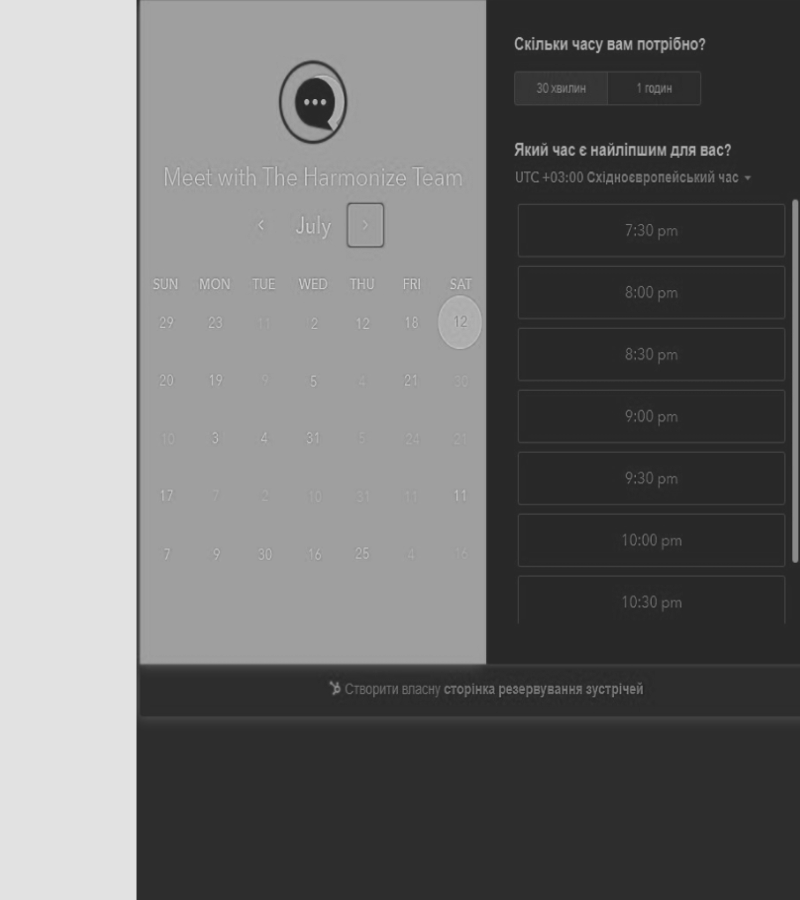 Meet with The Harmonize Team
July
SUN MON TUE WED THU FRI SAT
29 23 11 2 12 18 12
20 19 9 5 4 21 30
10 3 4 31 5 24 21
17 7 2 10 31 11 11
7 9 30 16 25 4 16
Скільки часу вам потрібно?
30 хвилин 1 годин
Який час є найліпшим для вас?
UTC +03:00 Східноєвропейський час
7:30 pm
8:00 pm
8:30 pm
9:00 pm
9:30 pm
10:00 pm
10:30 pm
Створити власну сторінка резервування зустрічей